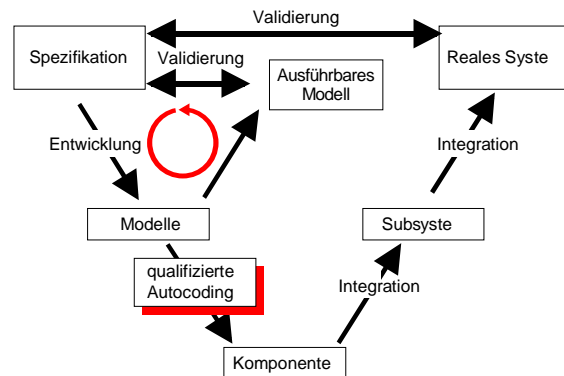 Validierung
Spezifikation
Validierung
Ausführbares
Modell
Reales Syste
Entwicklung
Integration
Modelle
Subsyste
qualifizierte
Autocoding
Integration
Komponente